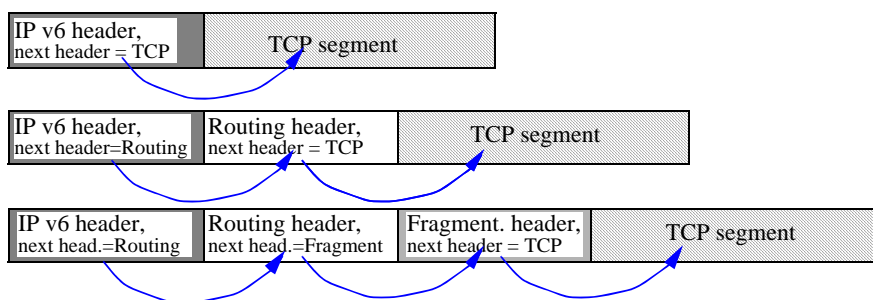 IP v6 header,
next header = TCP
TCP segment
IP v6 header,
next header=Routing
Routing header,
next header = TCP
TCP segment
IP v6 header,
next head.=Routing
Routing header,
next head.=Fragment
Fragment. header,
next header = TCP
TCP segment